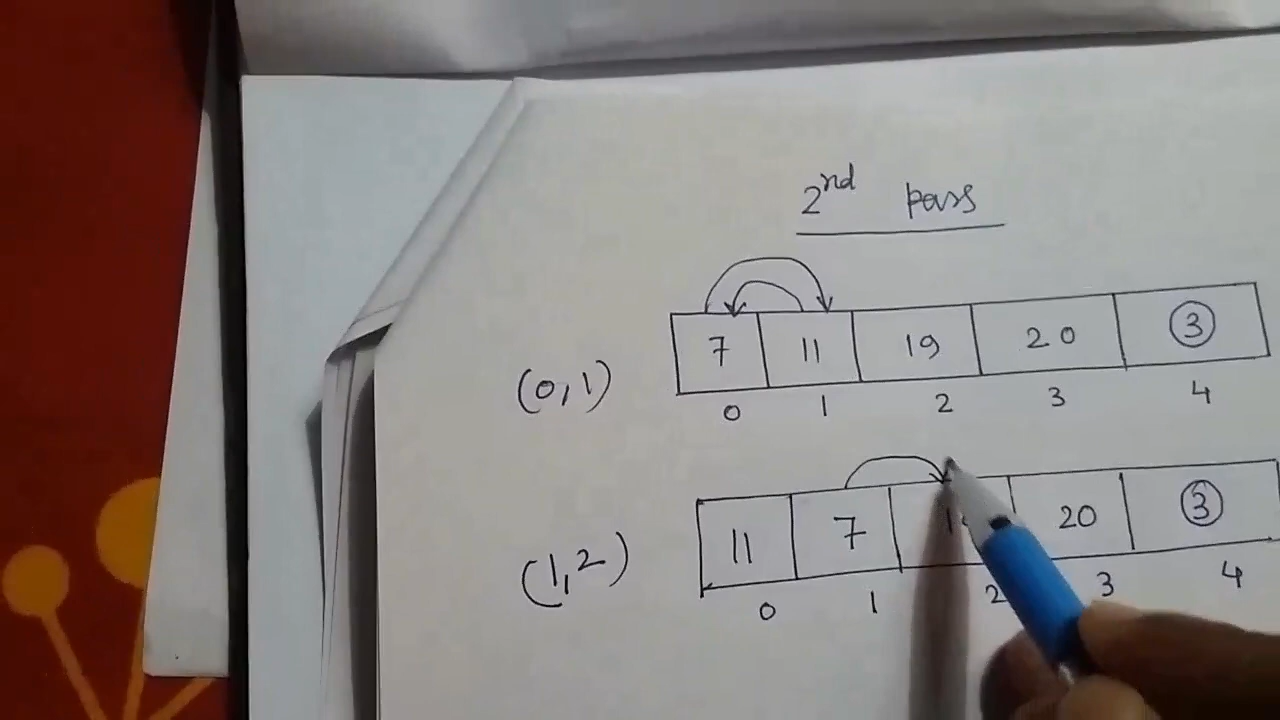 2nd pass
(0,1) 7 11 19 20 3
0 1 2 3 4
(1,2) 11 7 20 3
0 1 2 3 4